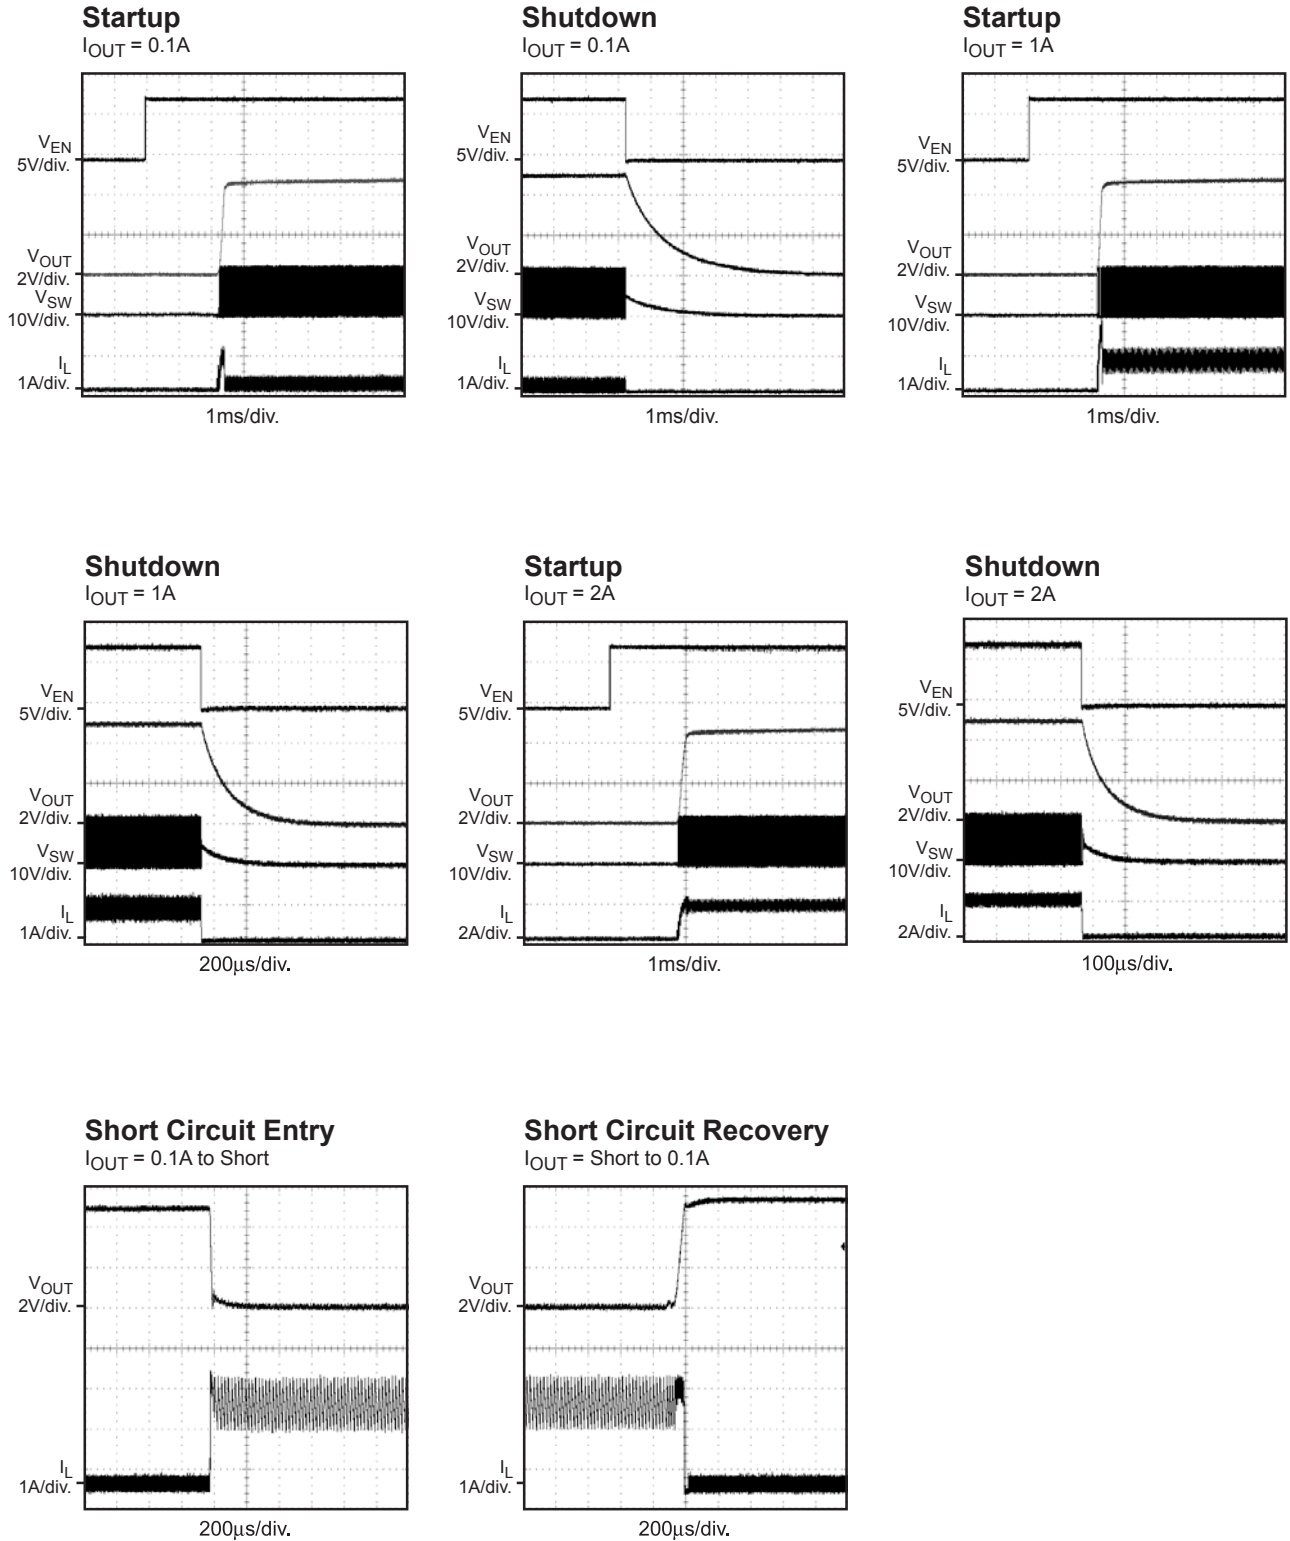 Startup
IOUT = 0.1A
VEN
5V/div.
VOUT
2V/div.
VSW
10V/div.
IL
1A/div.
1ms/div.
Shutdown
IOUT = 0.1A
VEN
5V/div.
VOUT
2V/div.
VSW
10V/div.
IL
1A/div.
1ms/div.
Startup
IOUT = 1A
VEN
5V/div.
VOUT
2V/div.
VSW
10V/div.
IL
1A/div.
1ms/div.
Shutdown
IOUT = 1A
VEN
5V/div.
VOUT
2V/div.
VSW
10V/div.
IL
1A/div.
200µs/div.
Startup
IOUT = 2A
VEN
5V/div.
VOUT
2V/div.
VSW
10V/div.
IL
2A/div.
1ms/div.
Shutdown
IOUT = 2A
VEN
5V/div.
VOUT
2V/div.
VSW
10V/div.
IL
2A/div.
100µs/div.
Short Circuit Entry
IOUT = 0.1A to Short
VOUT
2V/div.
IL
1A/div.
200µs/div.
Short Circuit Recovery
IOUT = Short to 0.1A
VOUT
2V/div.
IL
1A/div.
200µs/div.